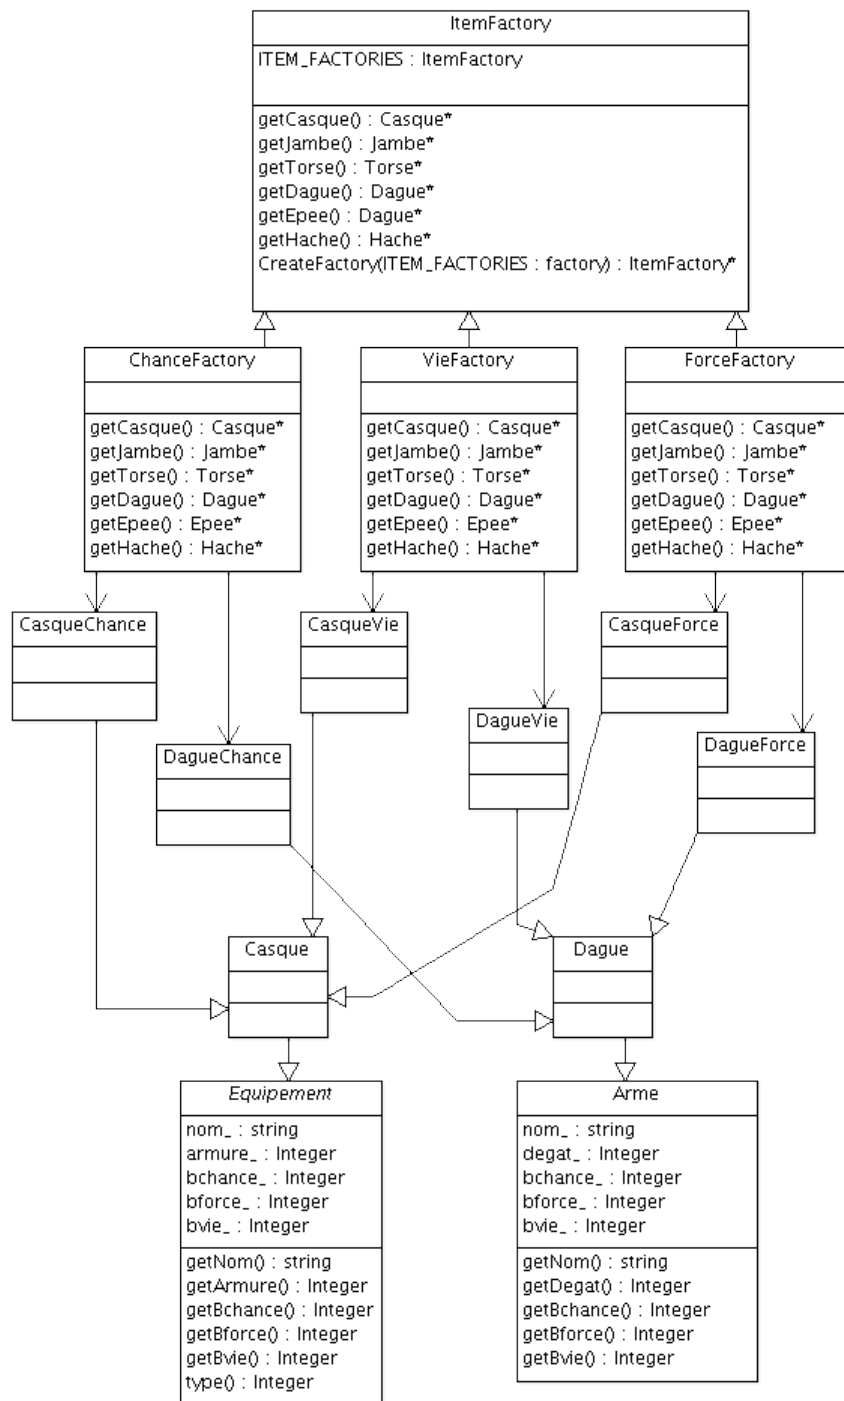 ItemFactory
ITEM_FACTORIES : ItemFactory
getCasque() : Casque*
getJambe() : Jambe*
getTorse() : Torse*
getDague() : Dague*
getEpee() : Dague*
getHache() : Hache*
CreateFactory(ITEM_FACTORIES : factory) : ItemFactory*
ChanceFactory
getCasque() : Casque*
getJambe() : Jambe*
getTorse() : Torse*
getDague() : Dague*
getEpee() : Epee*
getHache() : Hache*
VieFactory
getCasque() : Casque*
getJambe() : Jambe*
getTorse() : Torse*
getDague() : Dague*
getEpee() : Epee*
getHache() : Hache*
ForceFactory
getCasque() : Casque*
getJambe() : Jambe*
getTorse() : Torse*
getDague() : Dague*
getEpee() : Epee*
getHache() : Hache*
CasqueChance
CasqueVie
CasqueForce
DagueChance
DagueVie
DagueForce
Casque
Dague
Equipement
nom_ : string
armure_ : Integer
bchance_ : Integer
bforce_ : Integer
bvie_ : Integer
getNom() : string
getArmure() : Integer
getBchance() : Integer
getBforce() : Integer
getBvie() : Integer
type() : Integer
Arme
nom_ : string
degat_ : Integer
bchance_ : Integer
bforce_ : Integer
bvie_ : Integer
getNom() : string
getDegat() : Integer
getBchance() : Integer
getBforce() : Integer
getBvie() : Integer